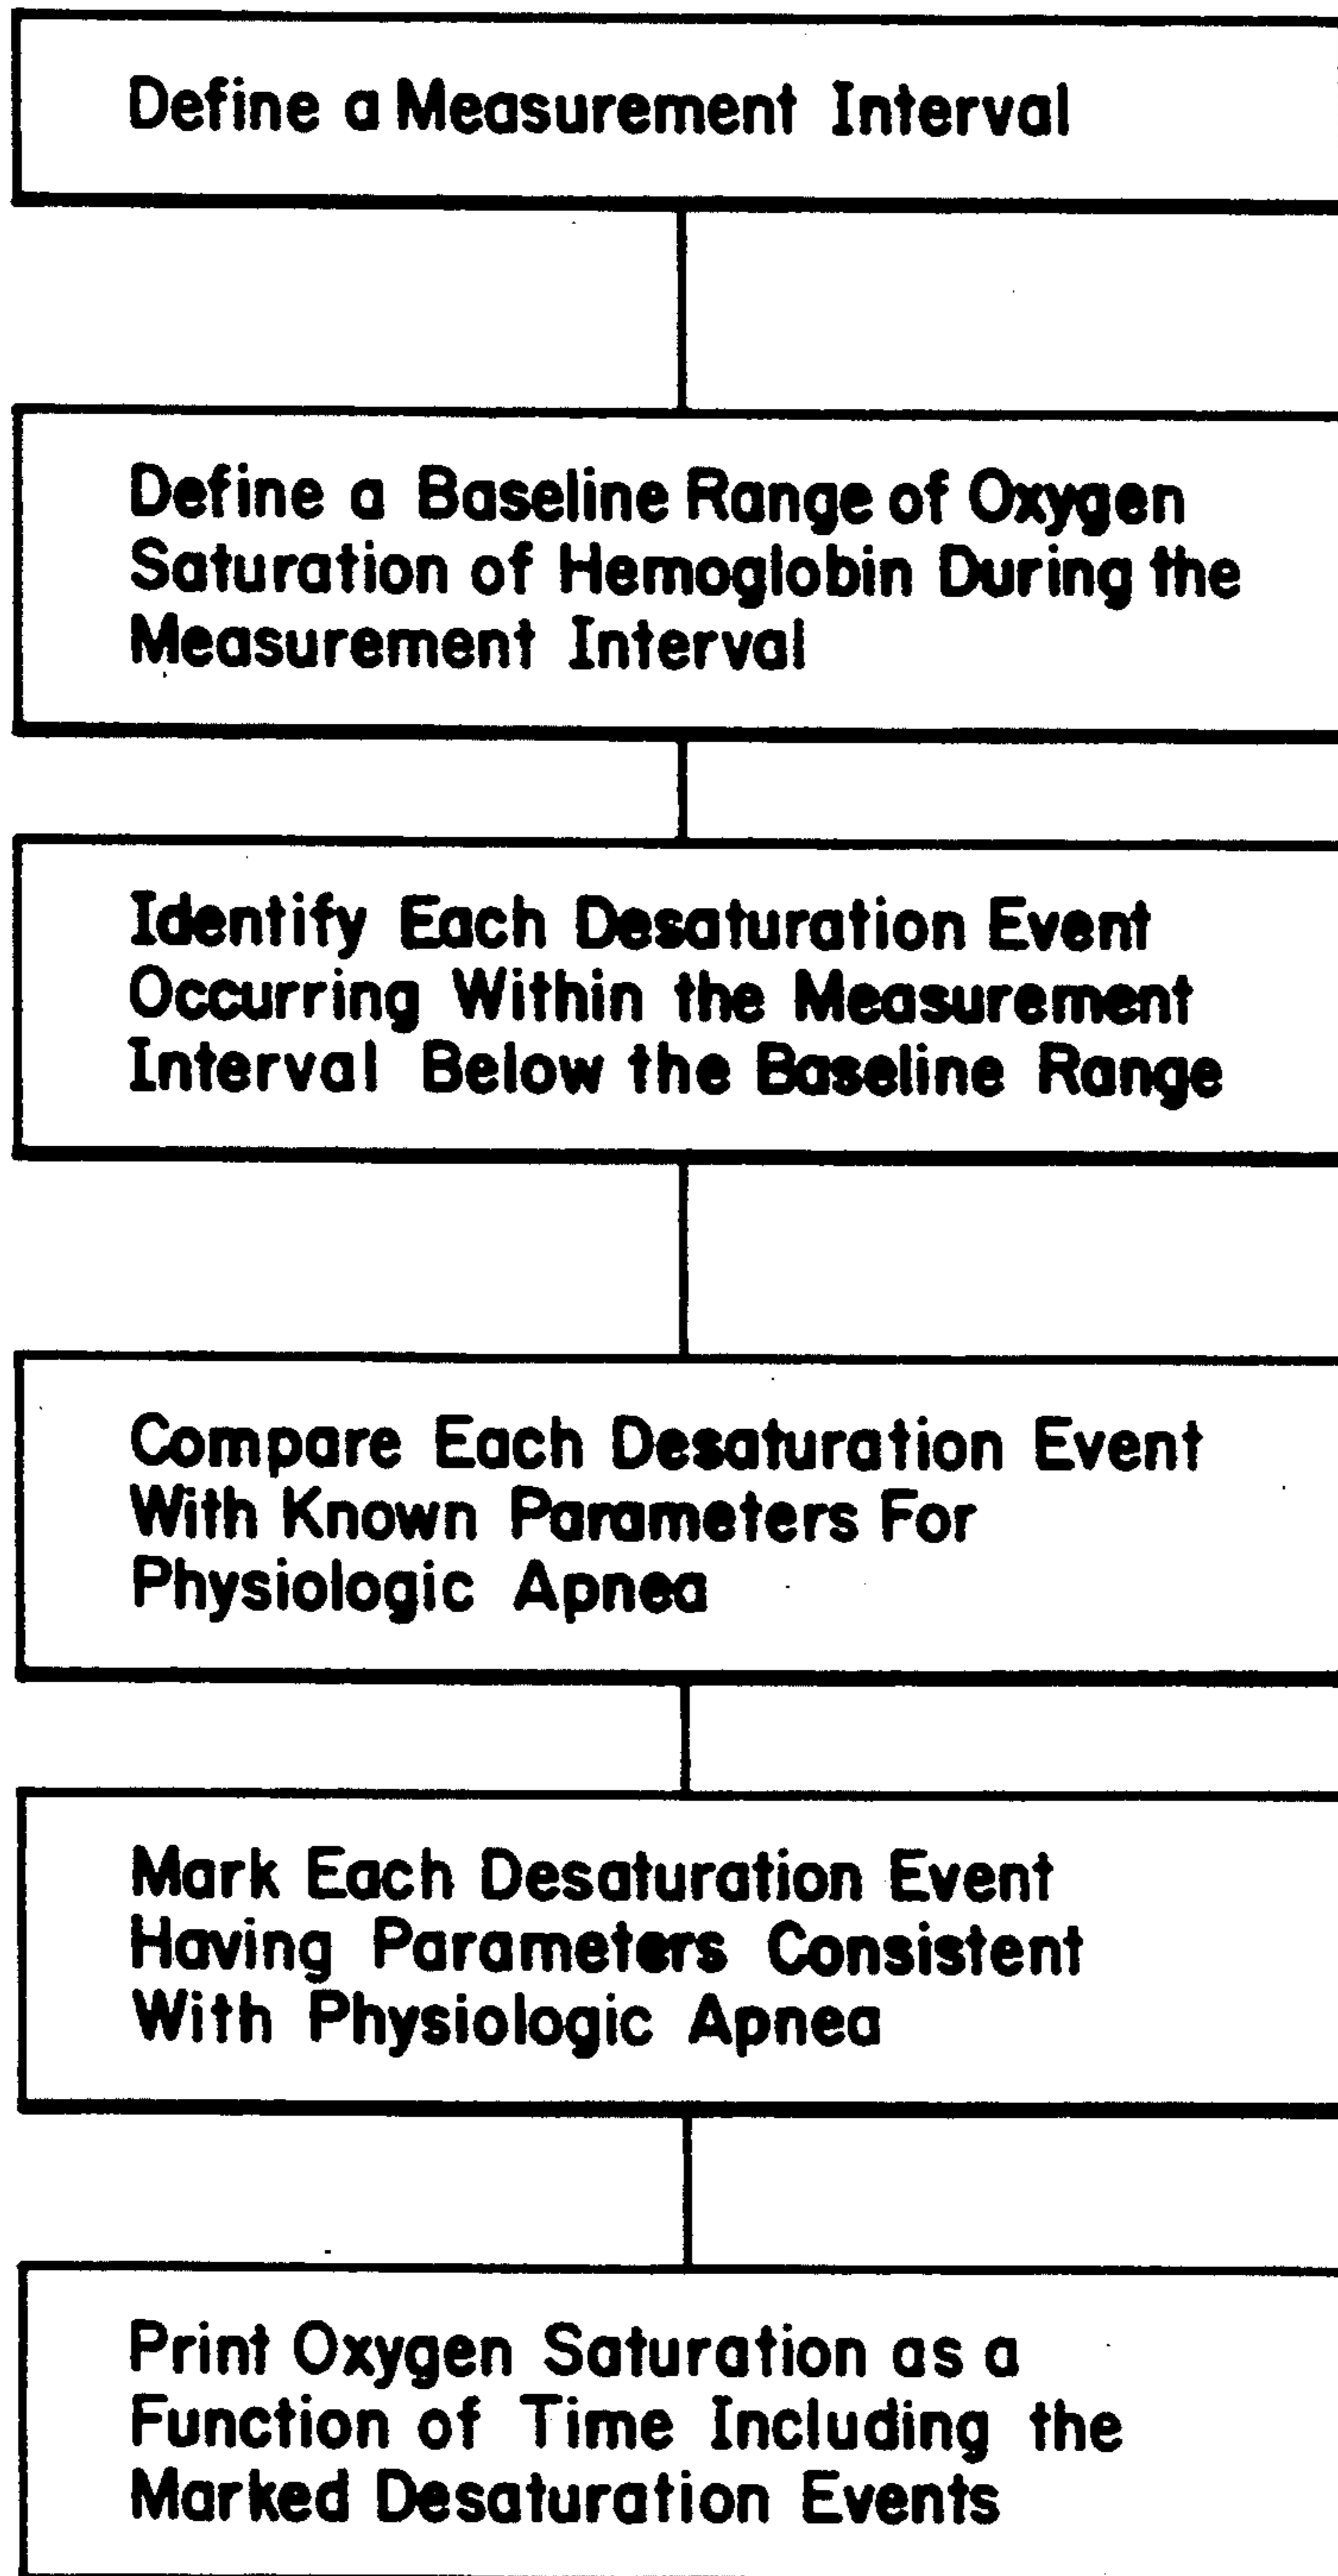 Define a Measurement Interval
Define a Baseline Range of Oxygen
Saturation of Hemoglobin During the
Measurement Interval
Identify Each Desaturation Event
Occurring Within the Measurement
Interval Below the Baseline Range
Compare Each Desaturation Event
With Known Parameters For
Physiologic Apnea
Mark Each Desaturation Event
Having Parameters Consistent
With Physiologic Apnea
Print Oxygen Saturation as a
Function of Time Including the
Marked Desaturation Events